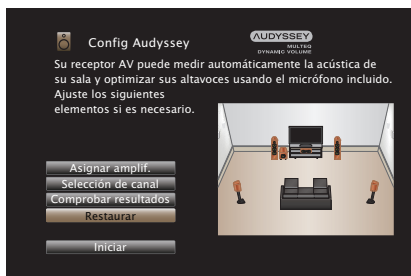 Config Audyssey
AUDYSSEY
MULTEQ
DYNAMIC VOLUME
Su receptor AV puede medir automáticamente la acústica de
su sala y optimizar sus altavoces usando el micrófono incluido.
Ajuste los siguientes
elementos si es necesario.
Asignar amplif.
Selección de canal
Comprobar resultados
Restaurar
Iniciar